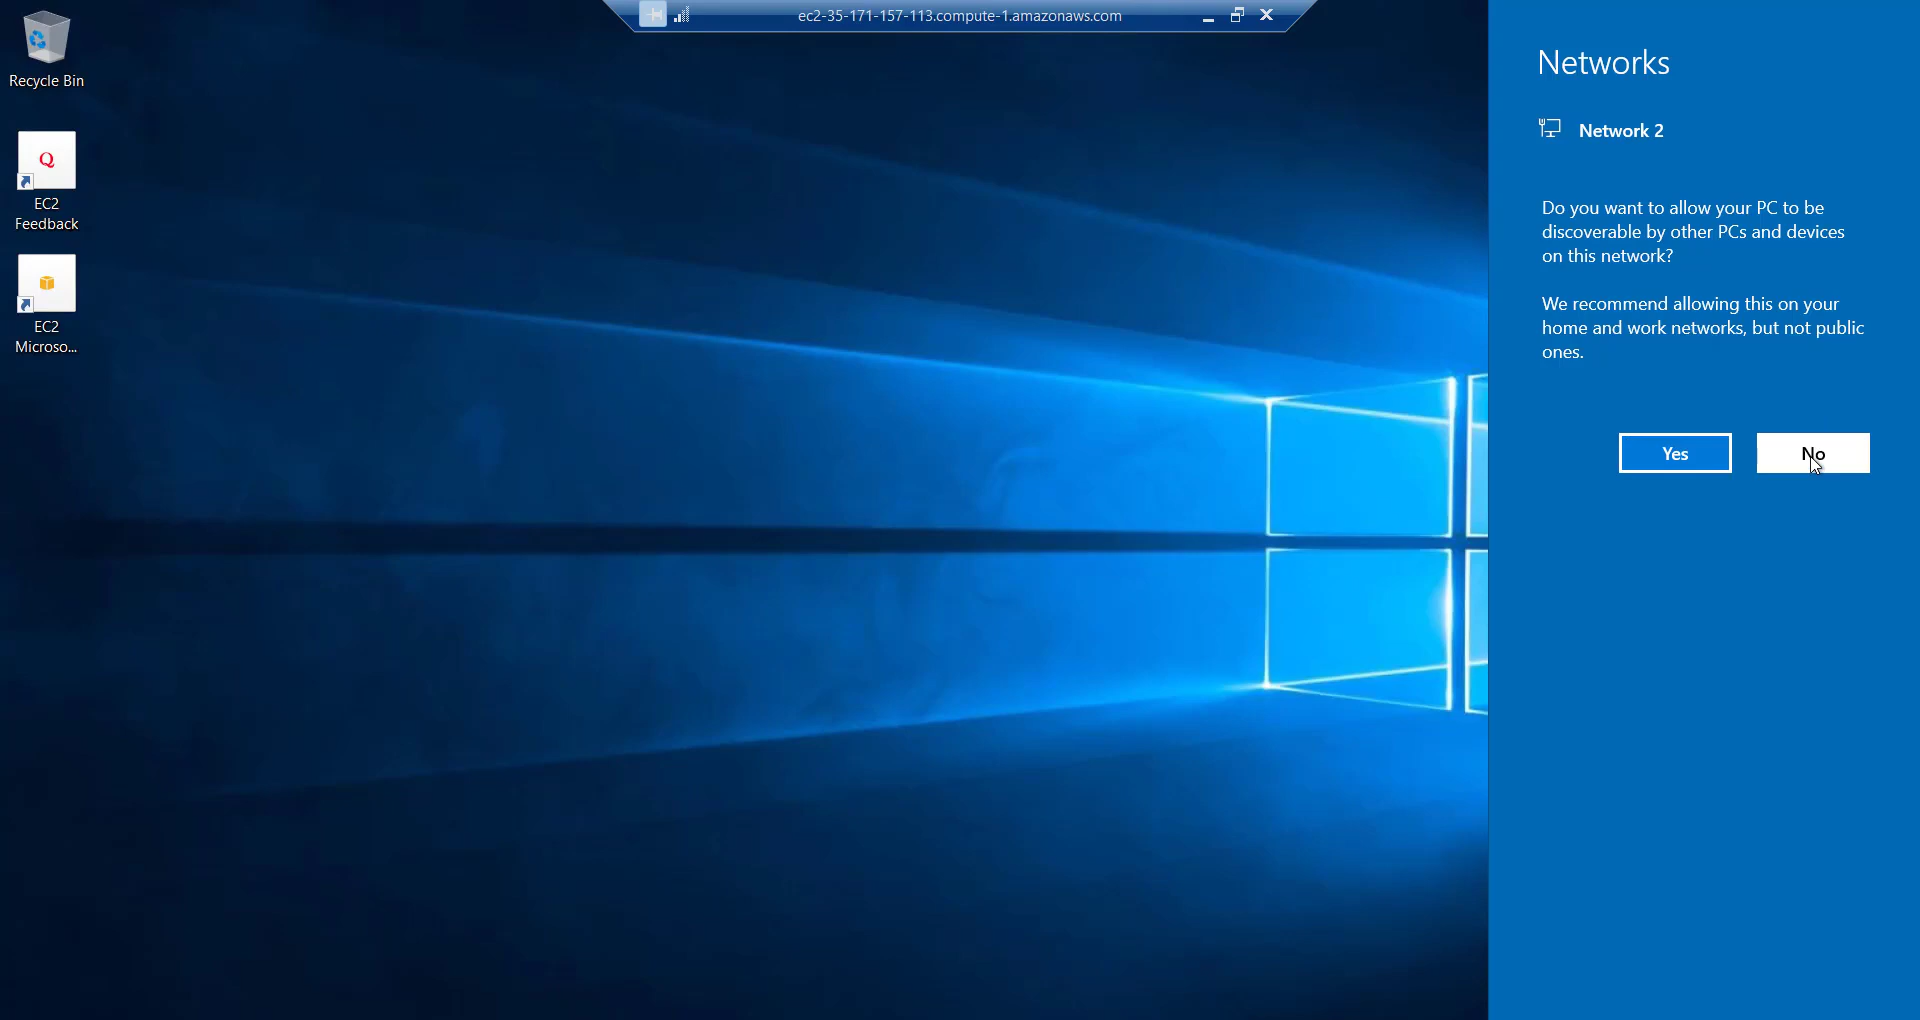 ec2-35-171-157-113.compute-1.amazonaws.com
Recycle Bin
Q
EC2
Feedback
EC2
Microso...
Networks
Network 2
Do you want to allow your PC to be
discoverable by other PCs and devices
on this network?
We recommend allowing this on your
home and work networks, but not public
ones.
Yes
No